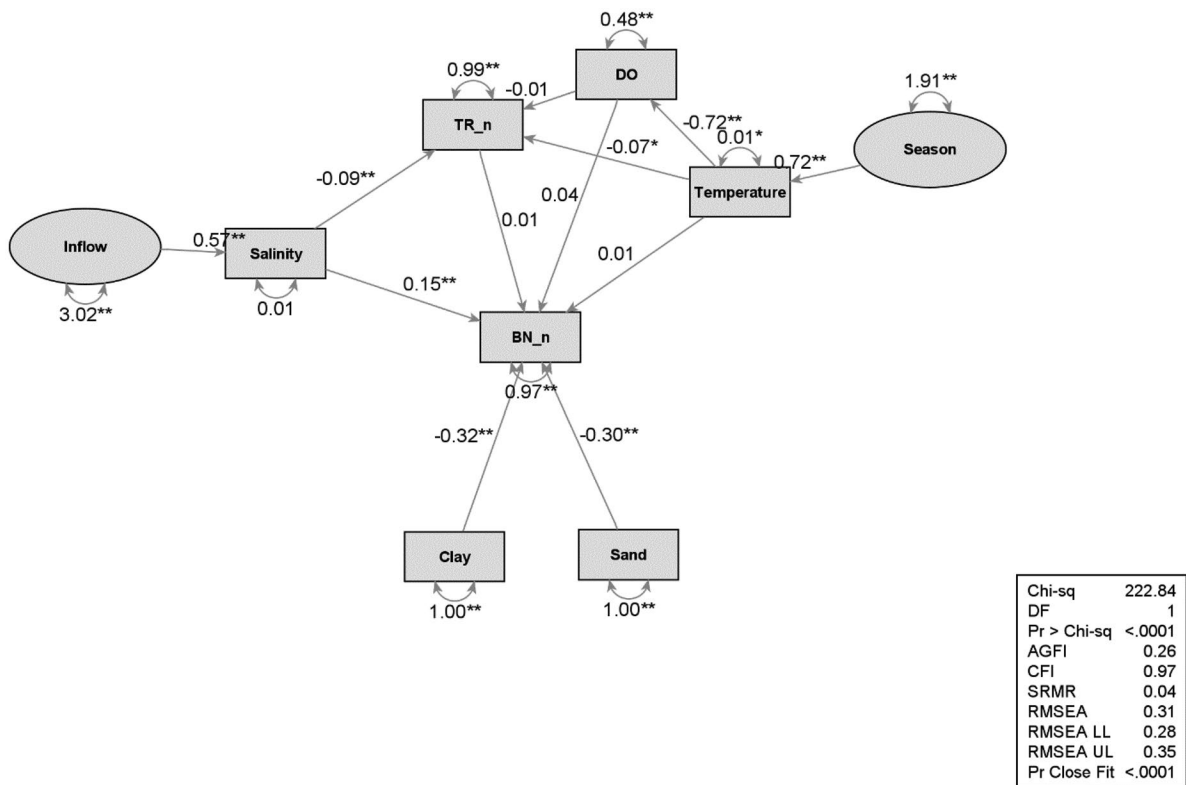 0.48**
DO
0.99**
-0.01
1.91**
TR_n
-0.72**
0.01*
-0.07*
0.72**
Season
Temperature
-0.09**
0.04
0.01
Inflow
0.57**
Salinity
0.01
0.15**
3.02**
0.01
BN_n
0.97**
-0.32**
-0.30**
Clay
Sand
1.00**
1.00**
Chi-sq 222.84
DF 1
Pr > Chi-sq <.0001
AGFI 0.26
CFI 0.97
SRMR 0.04
RMSEA 0.31
RMSEA LL 0.28
RMSEA UL 0.35
Pr Close Fit <.0001